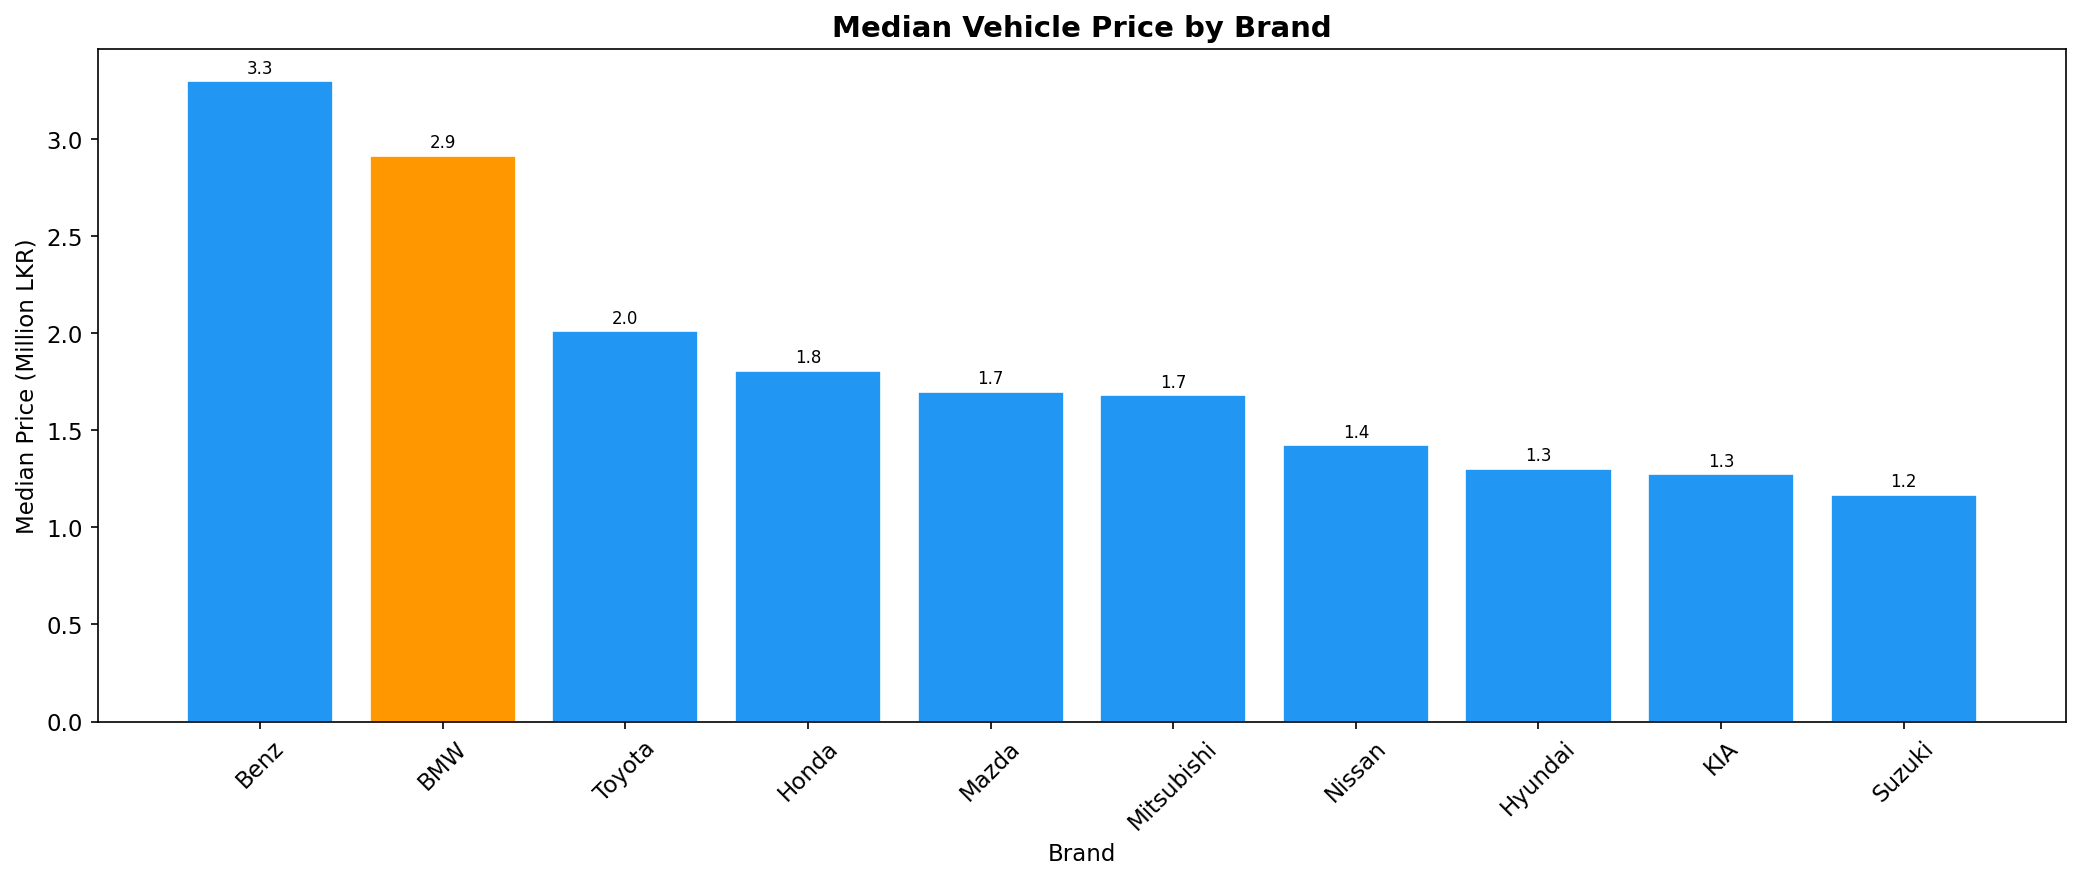 Median Vehicle Price by Brand
Median Price (Million LKR)
3.0
2.5
2.0
1.5
1.0
0.5
0.0
3.3
2.9
2.0
1.8
1.7
1.7
1.4
1.3
1.3
1.2
Benz
BMW
Toyota
Honda
Mazda
Mitsubishi
Nissan
Hyundai
KIA
Suzuki
Brand